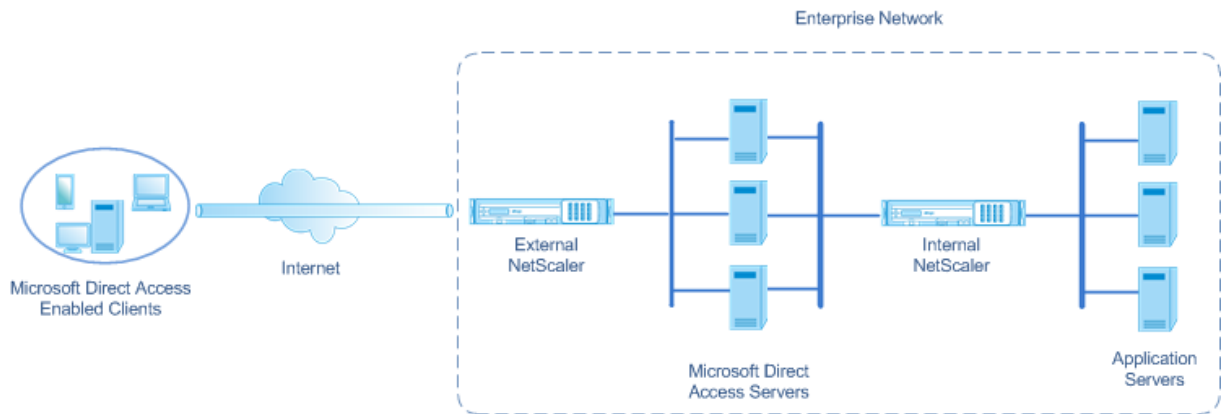 Enterprise Network
Microsoft Direct Access
Enabled Clients
Internet
External
NetScaler
Microsoft Direct
Access Servers
Internal
NetScaler
Application
Servers